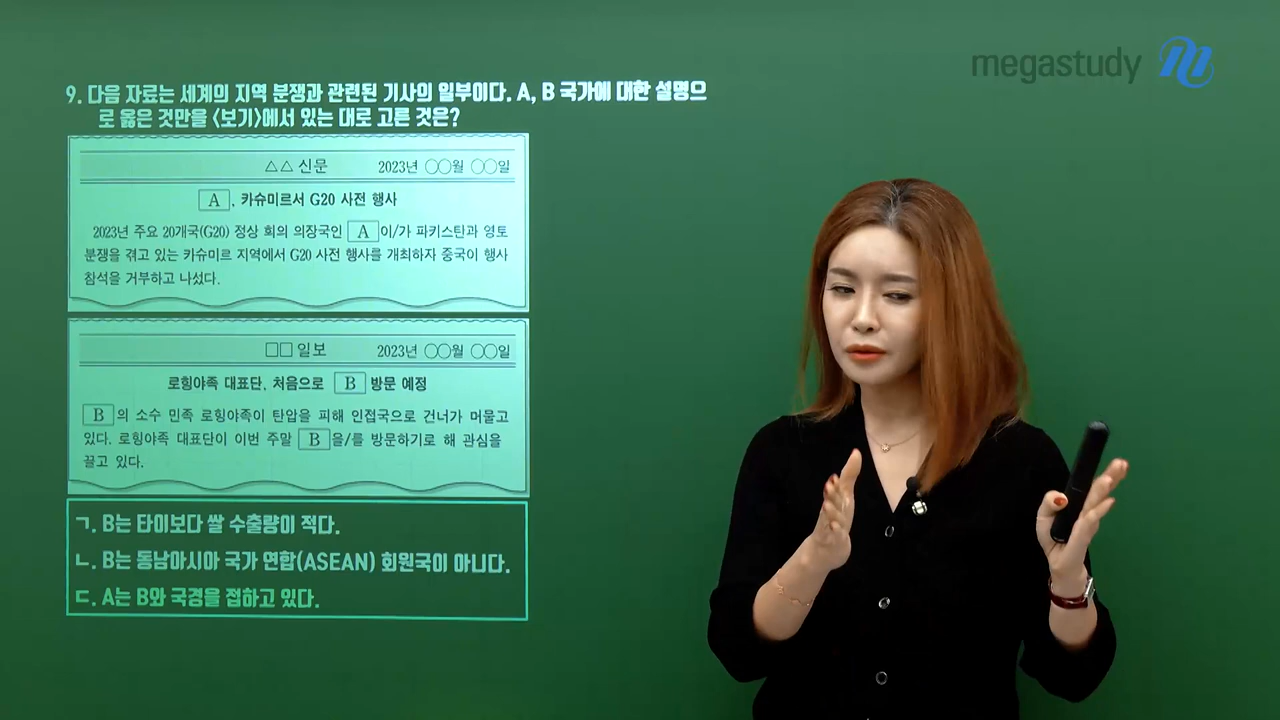 megastudy
9. 다음 자료는 세계의 지역 분쟁과 관련된 기사의 일부이다. A, B 국가에 대한 설명으
로 옳은 것만을 <보기>에서 있는 대로 고른 것은?
△△ 신문 2023년 ○○월 ○○일
A, 카슈미르서 G20 사전 행사
2023년 주요 20개국(G20) 정상 회의 의장국인 A이/가 파키스탄과 영토
분쟁을 겪고 있는 카슈미르 지역에서 G20 사전 행사를 개최하자 중국이 행사
참석을 거부하고 나섰다.
□□ 일보 2023년 ○○월 ○○일
로힝야족 대표단, 처음으로 B 방문 예정
B의 소수 민족 로힝야족이 탄압을 피해 인접국으로 건너가 머물고
있다. 로힝야족 대표단이 이번 주말 B을/를 방문하기로 해 관심을
끌고 있다.
ㄱ. B는 타이보다 쌀 수출량이 적다.
ㄴ. B는 동남아시아 국가 연합(ASEAN) 회원국이 아니다.
ㄷ. A는 B와 국경을 접하고 있다.